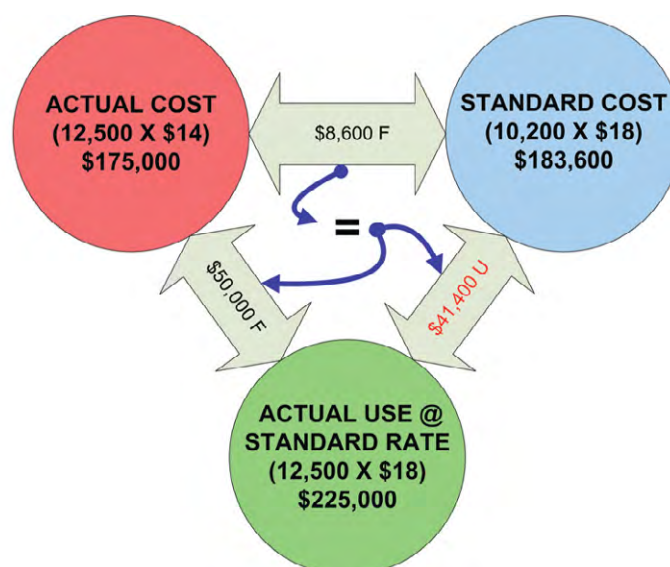 ACTUAL COST
(12,500 X $14)
$175,000
$8,600 F
STANDARD COST
(10,200 X $18)
$183,600
=
$50,000 F
$41,400 U
ACTUAL USE @
STANDARD RATE
(12,500 X $18)
$225,000